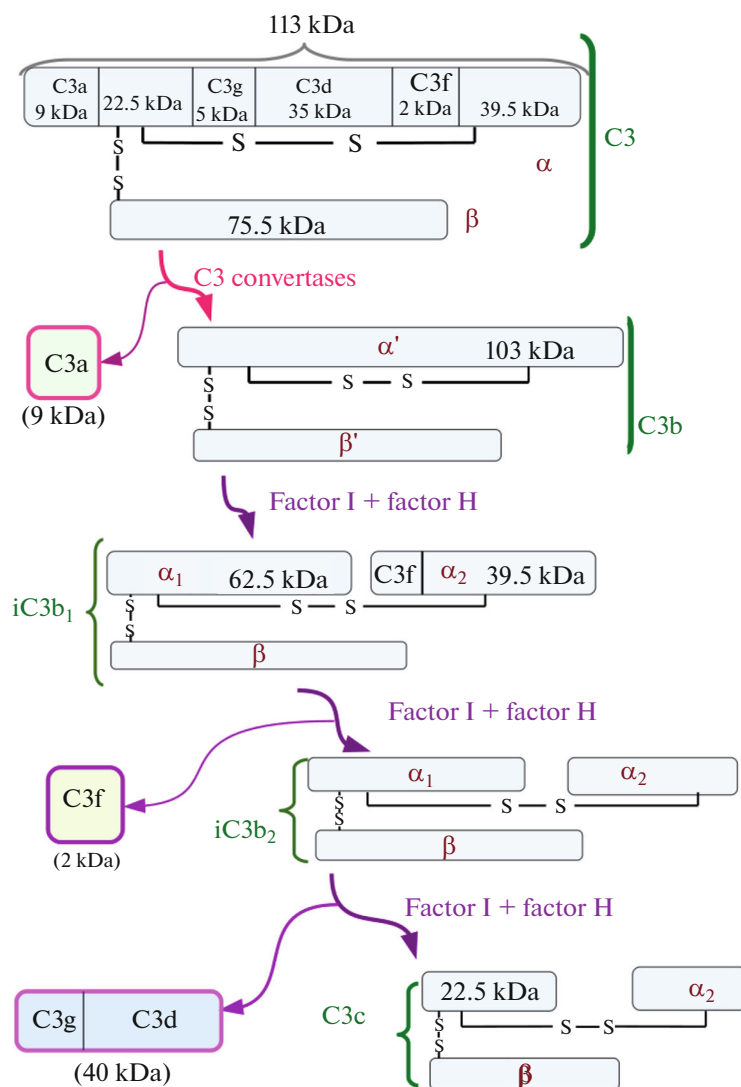 113 kDa
C3a
9 kDa
22.5 kDa
C3g
5 kDa
C3d
35 kDa
C3f
2 kDa
39.5 kDa
S
S
S
S
α
C3
75.5 kDa
β
C3 convertases
C3a
(9 kDa)
α'
103 kDa
S
S
S
S
β'
C3b
Factor I + factor H
iC3b₁
α₁
62.5 kDa
C3f
α₂
39.5 kDa
S
S
S
S
β
Factor I + factor H
C3f
(2 kDa)
iC3b₂
α₁
α₂
S
S
S
S
β
Factor I + factor H
C3g
C3d
(40 kDa)
C3c
22.5 kDa
α₂
S
S
S
S
β